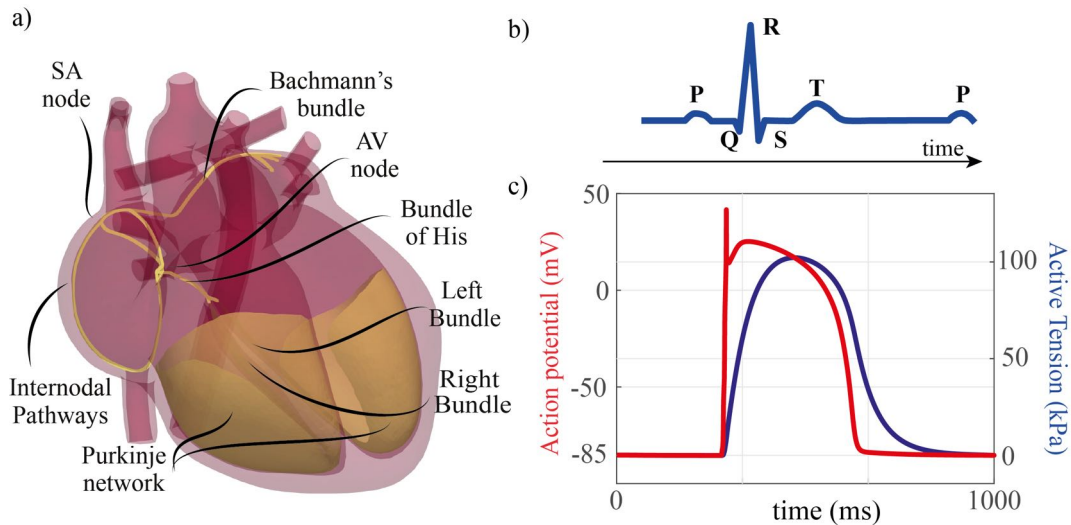 a)
SA
node
Bachmann's
bundle
AV
node
Bundle
of His
Left
Bundle
Right
Bundle
Internodal
Pathways
Purkinje
network
b)
P
R
Q
S
T
P
time
c)
Action potential (mV)
50
0
-50
-85
Active Tension (kPa)
100
50
0
0
1000
time (ms)